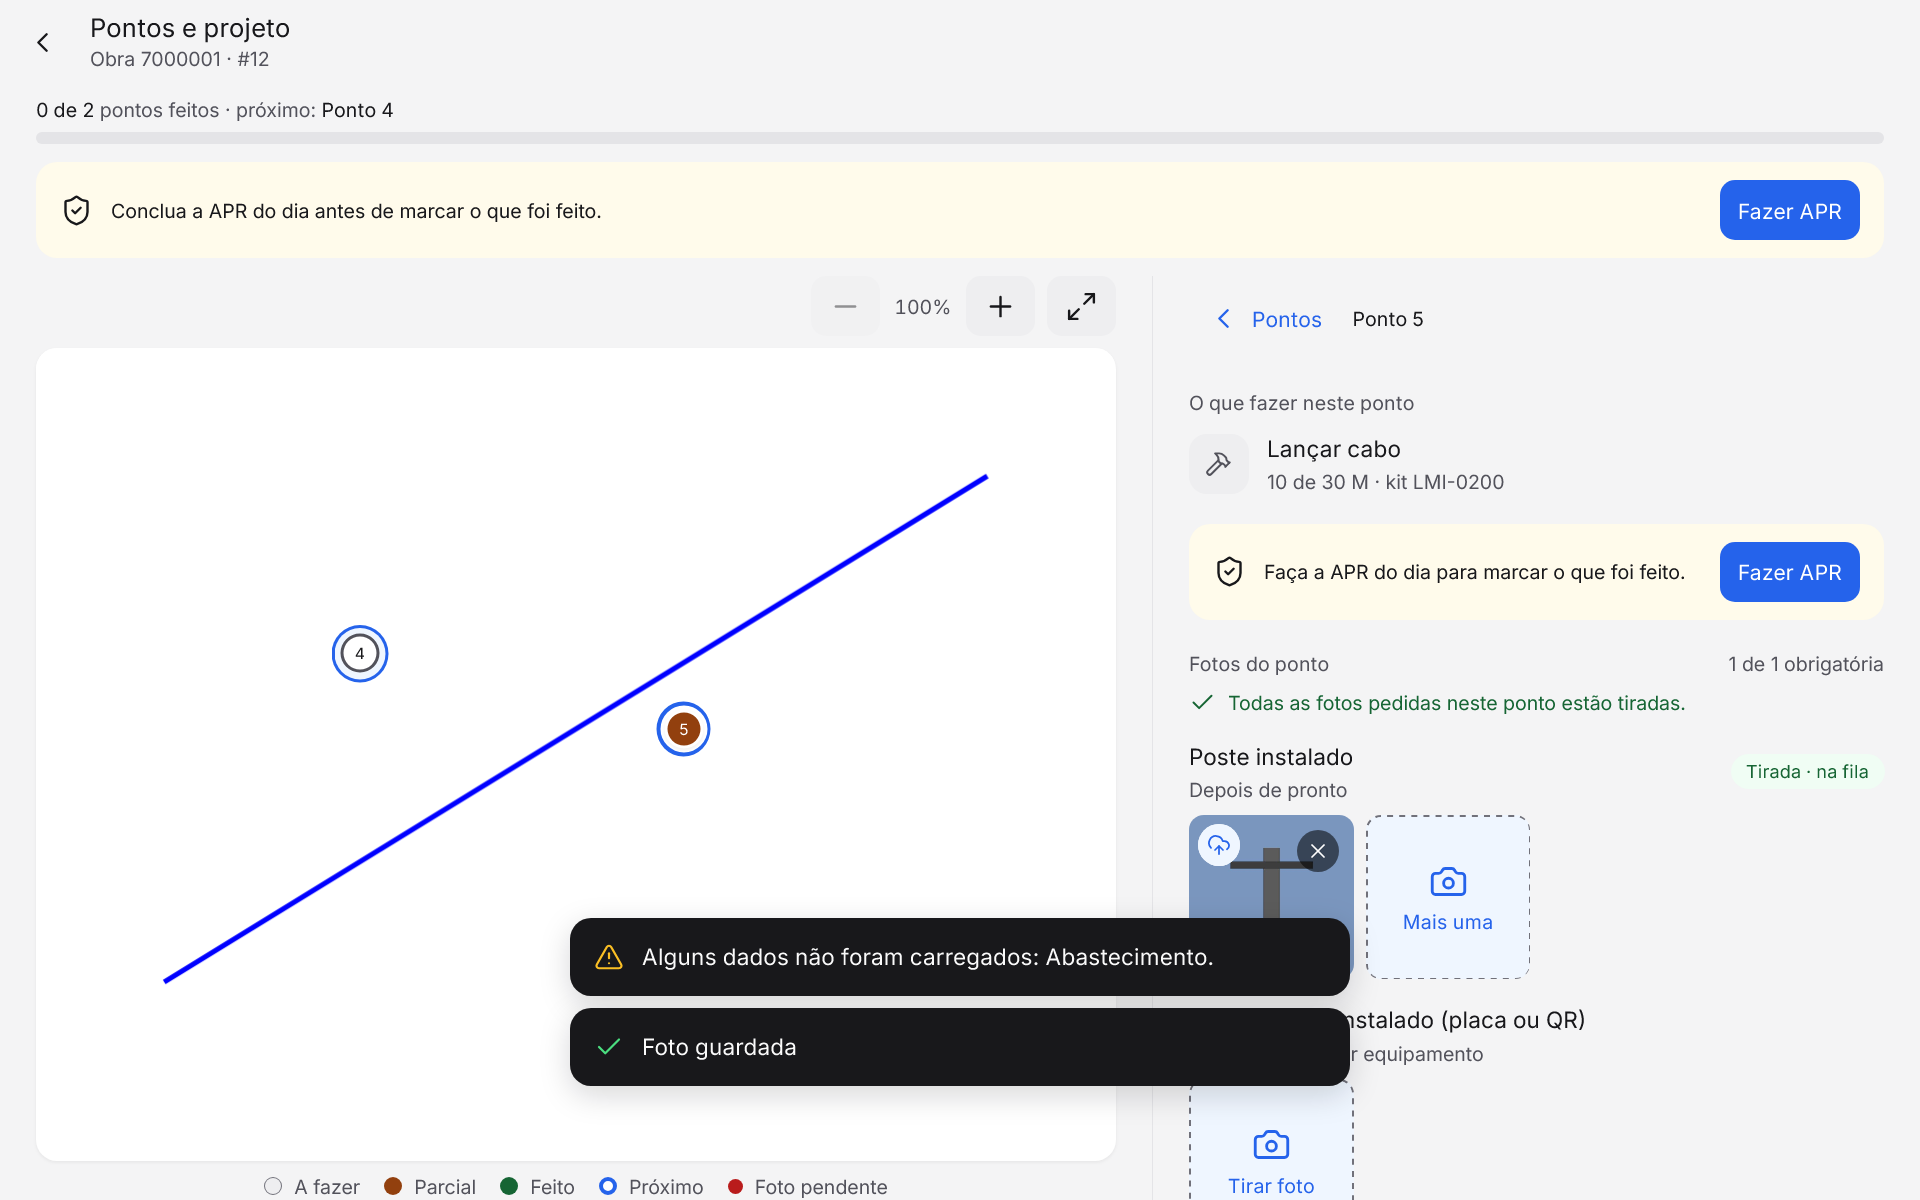 Pontos e projeto
Obra 7000001 · #12
0 de 2 pontos feitos · próximo: Ponto 4
Conclua a APR do dia antes de marcar o que foi feito.
Fazer APR
100%
Pontos
Ponto 5
O que fazer neste ponto
Lançar cabo
10 de 30 M · kit LMI-0200
Faça a APR do dia para marcar o que foi feito.
Fazer APR
Fotos do ponto
1 de 1 obrigatória
Todas as fotos pedidas neste ponto estão tiradas.
Poste instalado
Tirada · na fila
Depois de pronto
4
5
Mais uma
Alguns dados não foram carregados: Abastecimento.
(placa ou QR)
equipamento
Foto guardada
Tirar foto
A fazer
Parcial
Feito
Próximo
Foto pendente